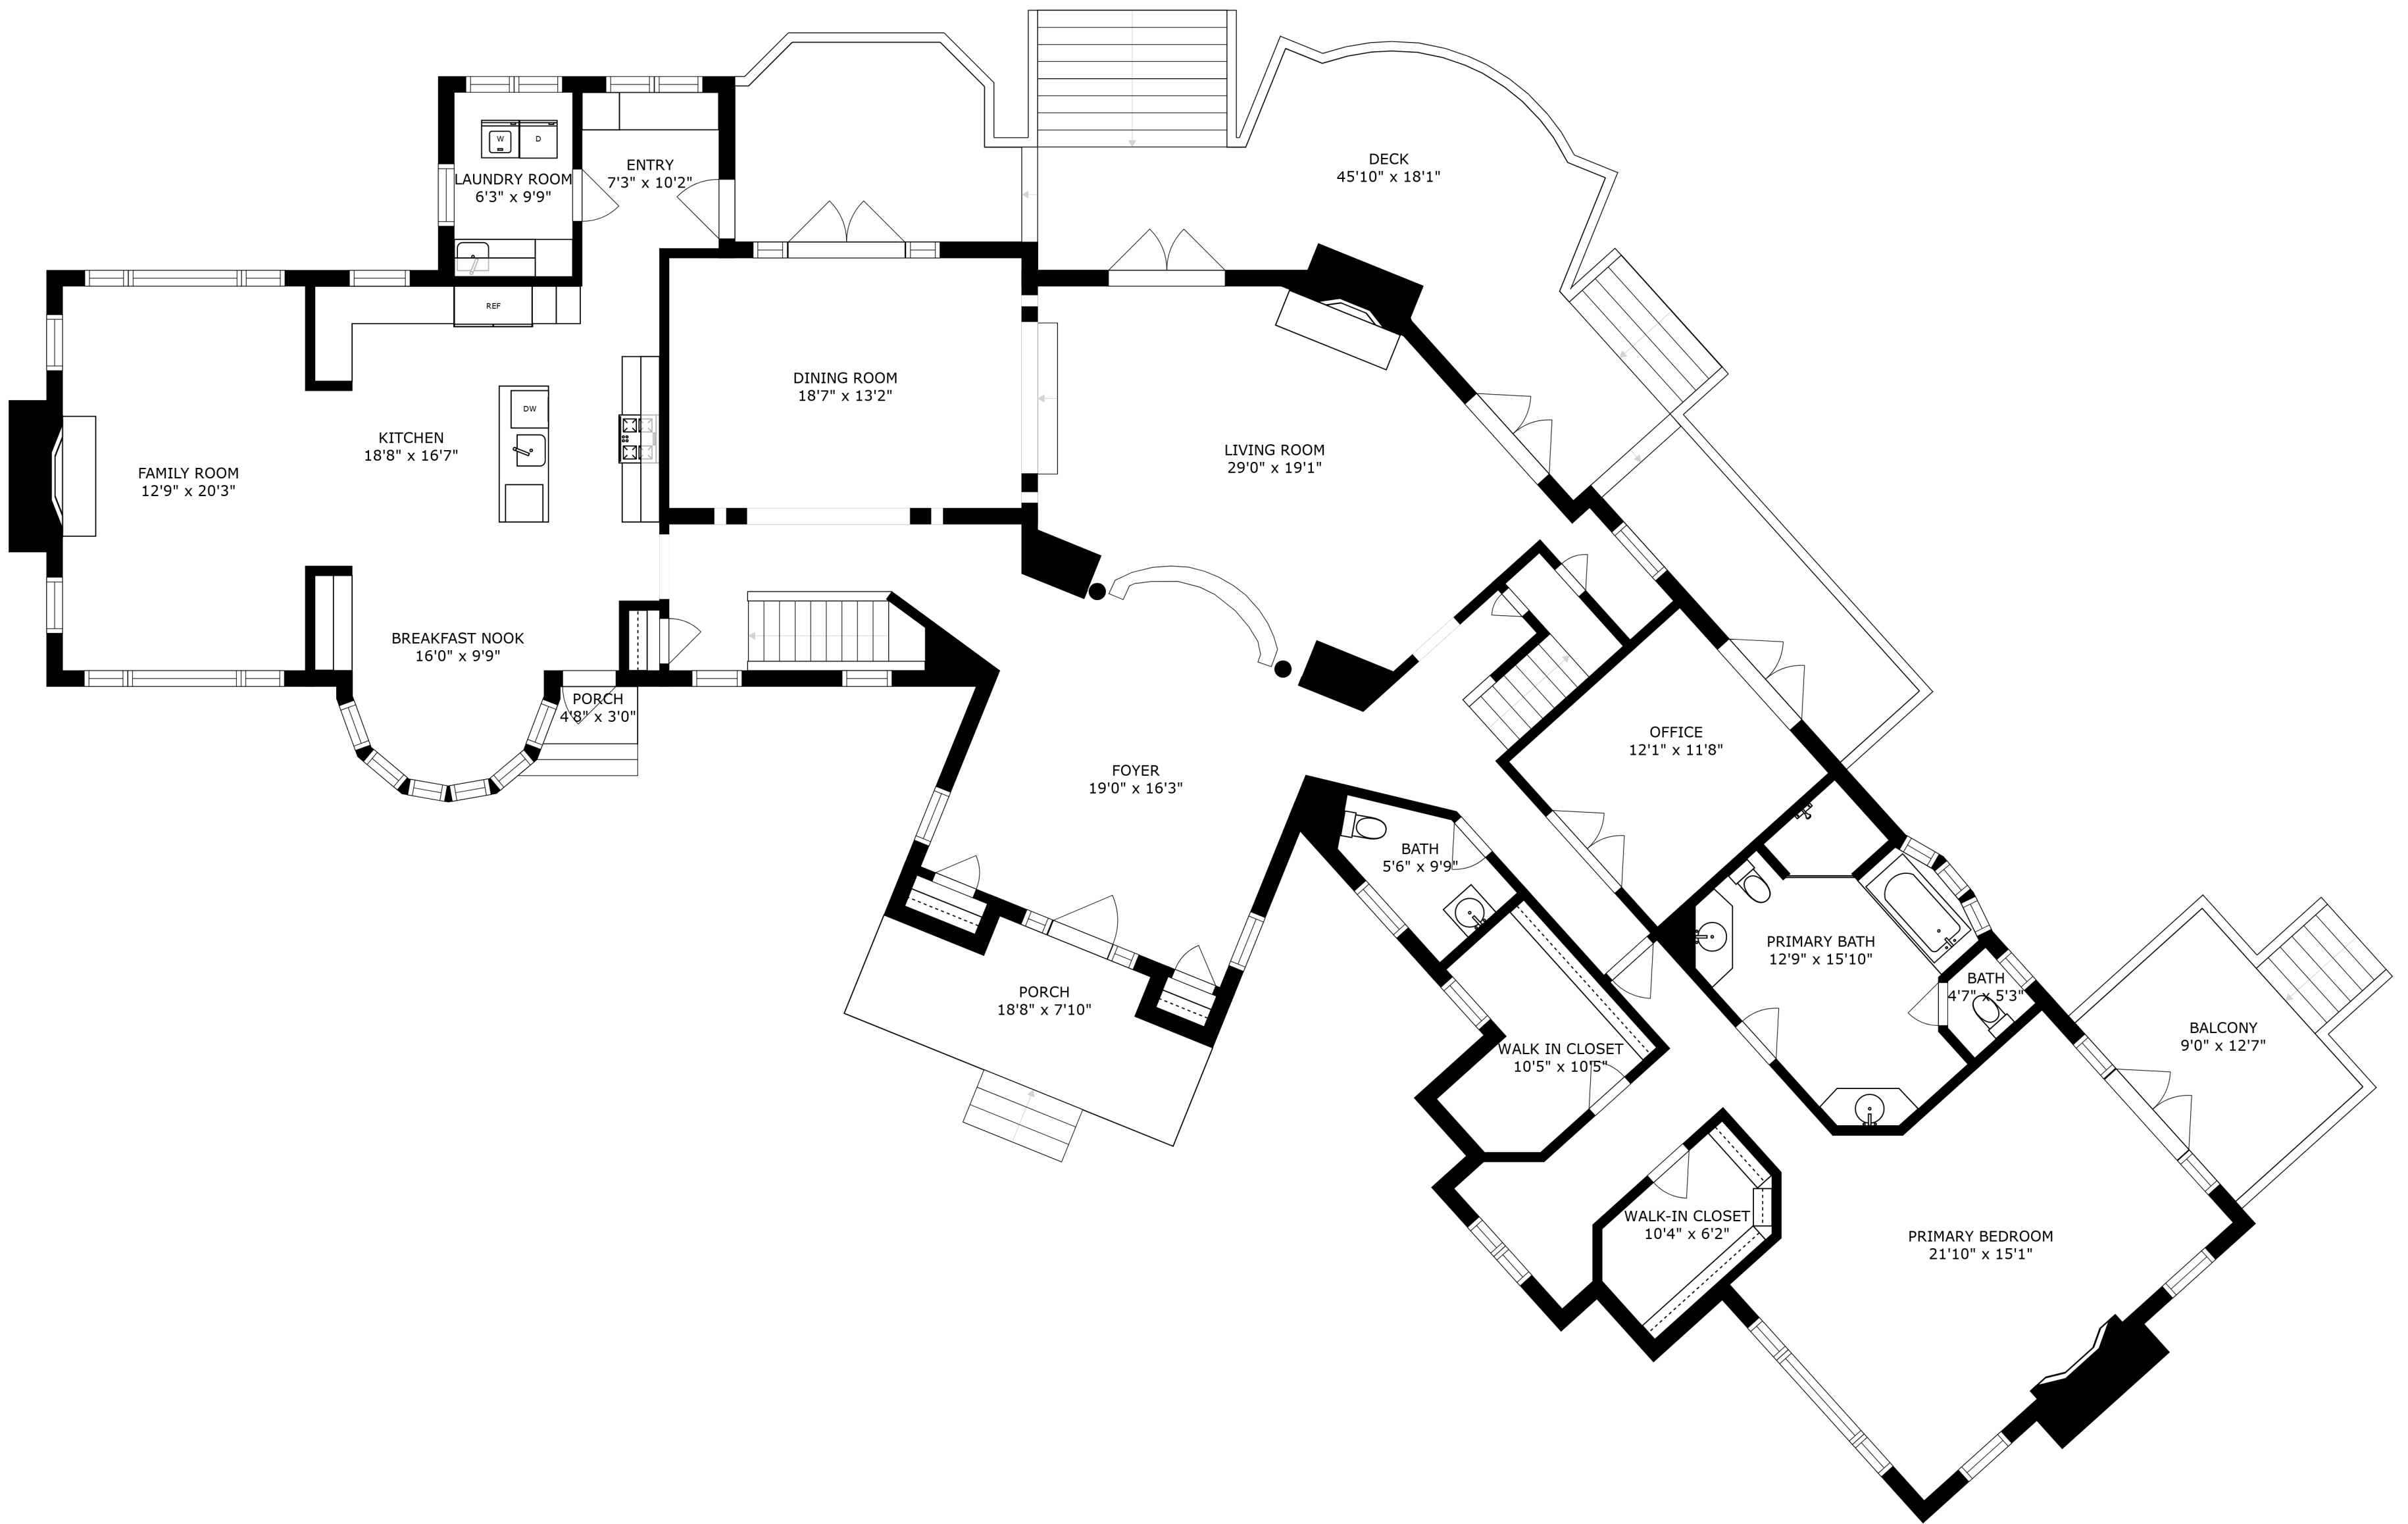 DECK
45'10" x 18'1"
W
D
ENTRY
7'3" x 10'2"
LAUNDRY ROOM
6'3" x 9'9"
REF
DINING ROOM
18'7" x 13'2"
DW
KITCHEN
18'8" x 16'7"
LIVING ROOM
29'0" x 19'1"
FAMILY ROOM
12'9" x 20'3"
BREAKFAST NOOK
16'0" x 9'9"
PORCH
4'8" x 3'0"
OFFICE
12'1" x 11'8"
FOYER
19'0" x 16'3"
BATH
5'6" x 9'9"
PRIMARY BATH
12'9" x 15'10"
BATH
4'7" x 5'3"
PORCH
18'8" x 7'10"
BALCONY
9'0" x 12'7"
WALK IN CLOSET
10'5" x 10'5"
WALK-IN CLOSET
10'4" x 6'2"
PRIMARY BEDROOM
21'10" x 15'1"